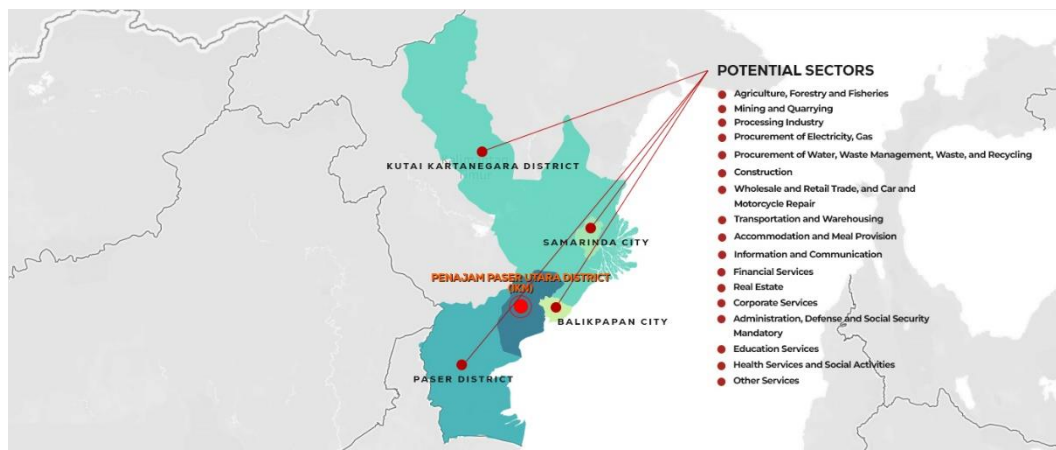 POTENTIAL SECTORS
Agriculture, Forestry and Fisheries
Mining and Quarrying
Processing Industry
Procurement of Electricity, Gas
Procurement of Water, Waste Management, Waste, and Recycling
Construction
Wholesale and Retail Trade, and Car and
Motorcycle Repair
Transportation and Warehousing
Accommodation and Meal Provision
Information and Communication
Financial Services
Real Estate
Corporate Services
Administration, Defense and Social Security
Mandatory
Education Services
Health Services and Social Activities
Other Services
KUTAI KARTANEGARA DISTRICT
SAMARINDA CITY
PENAJAM PASER UTARA DISTRICT
(IKN)
BALIKPAPAN CITY
PASER DISTRICT